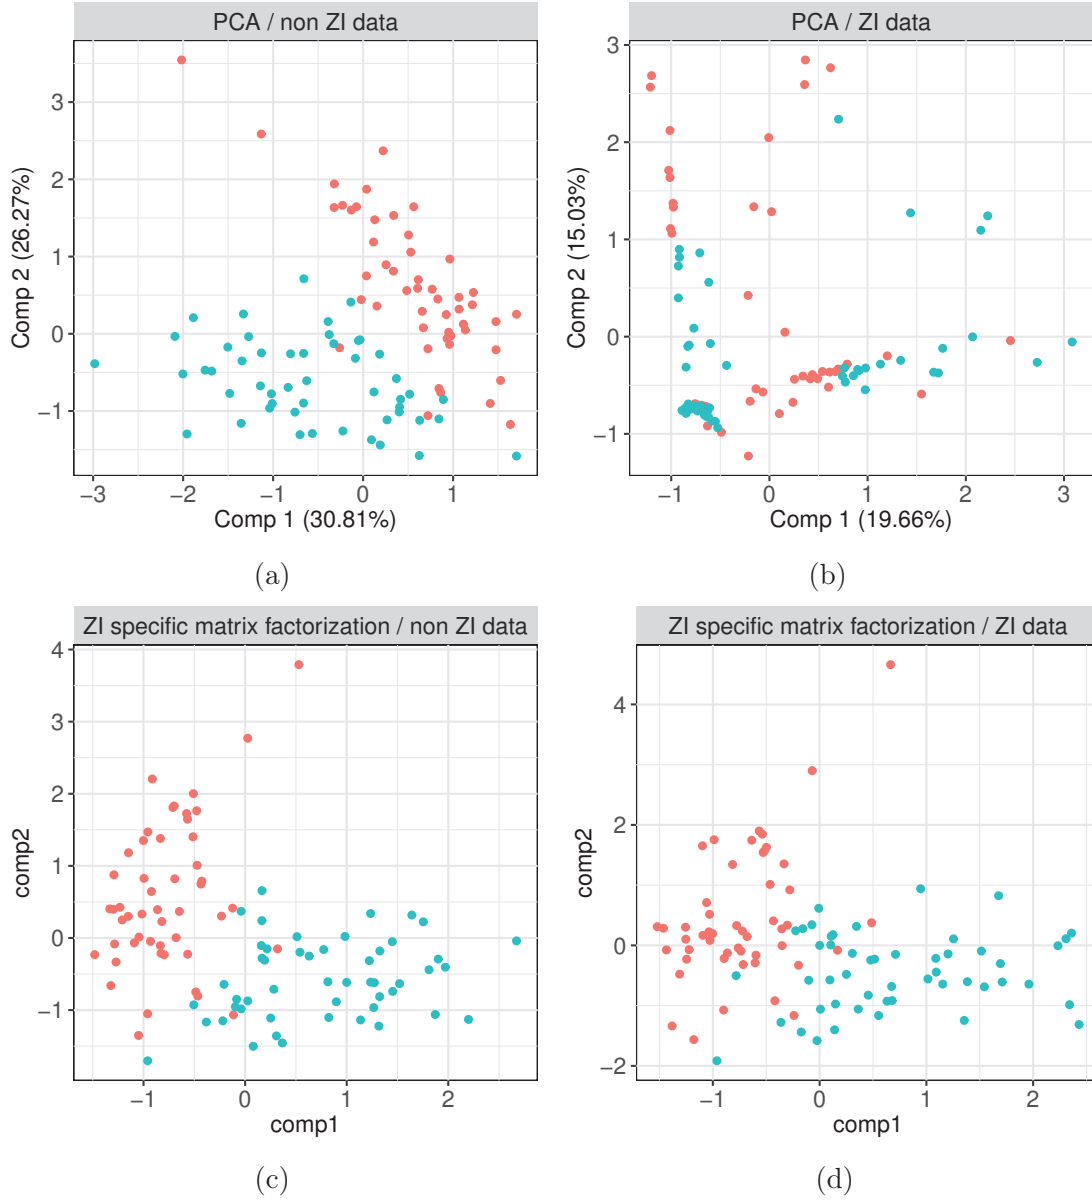 PCA / non ZI data
Comp 2 (26.27%)
3
2
1
0
−1
−3
−2
−1
0
1
Comp 1 (30.81%)
(a)
PCA / ZI data
Comp 2 (15.03%)
3
2
1
0
−1
−1
0
1
2
3
Comp 1 (19.66%)
(b)
ZI specific matrix factorization / non ZI data
comp2
4
3
2
1
0
−1
−1
0
1
2
comp1
(c)
ZI specific matrix factorization / ZI data
comp2
4
2
0
−2
−1
0
1
2
comp1
(d)